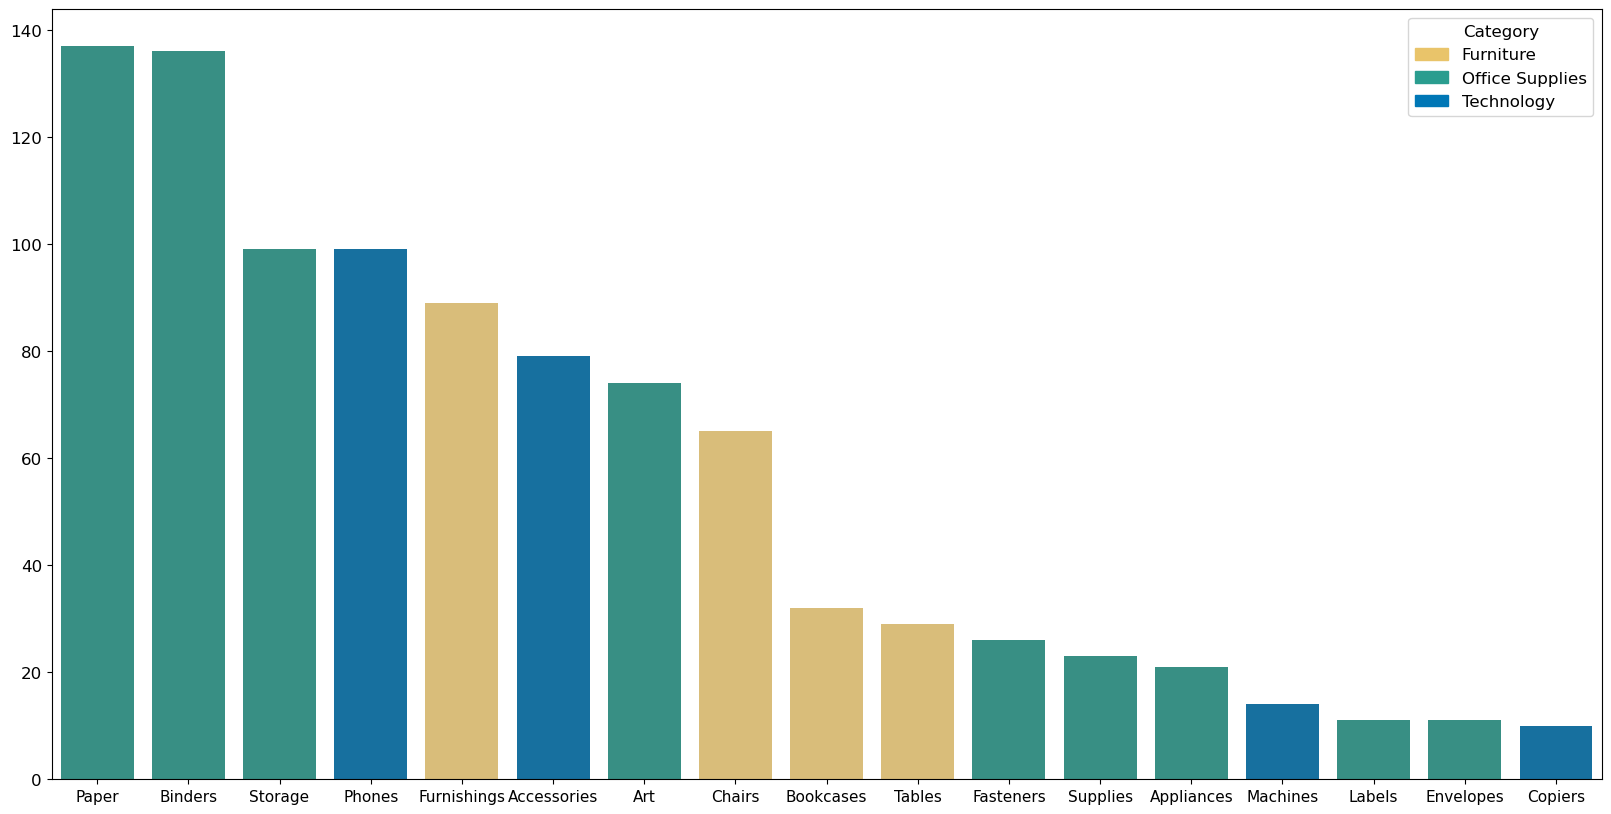 140
120
100
80
60
40
20
0
Category
Furniture
Office Supplies
Technology
Paper Binders Storage Phones Furnishings Accessories Art Chairs Bookcases Tables Fasteners Supplies Appliances Machines Labels Envelopes Copiers